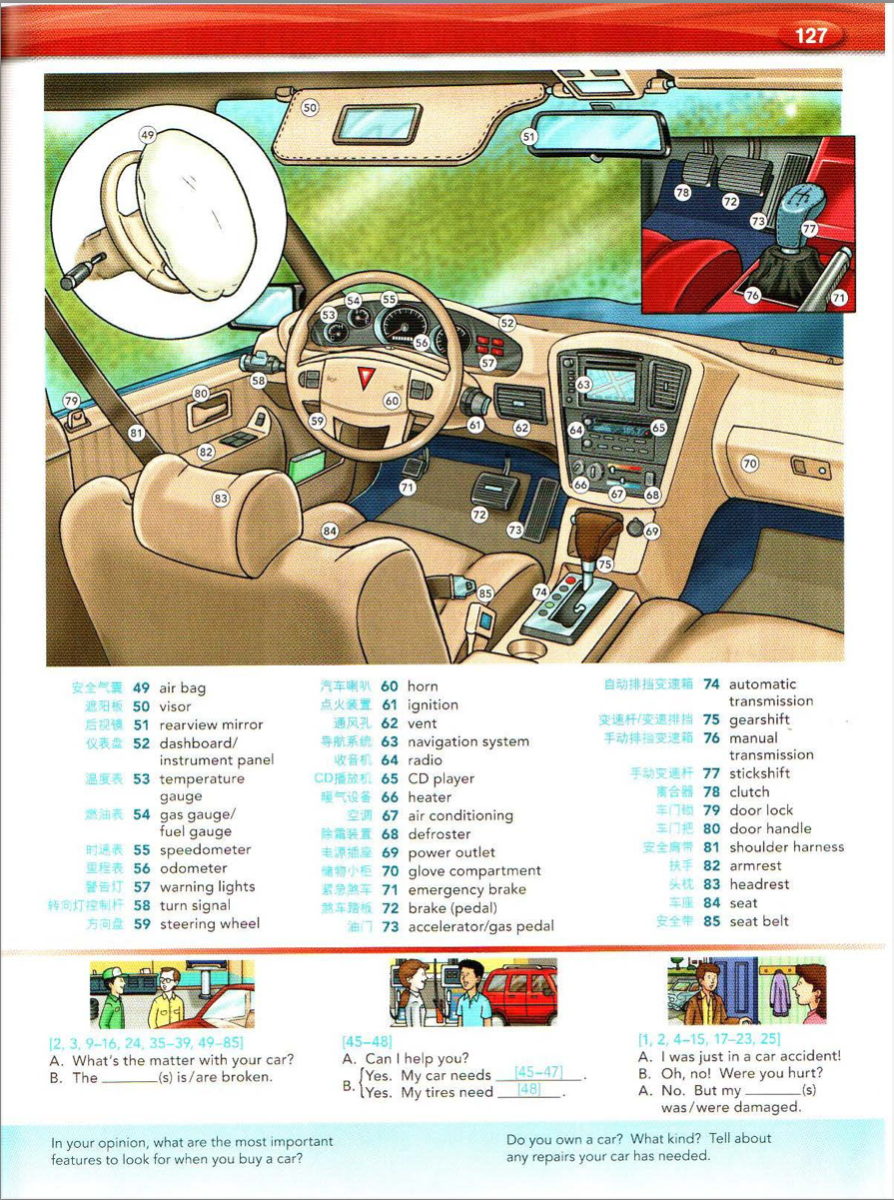 127
49
50
51
78
72
73
77
76
71
53
54
55
52
56
57
58
59
60
61
62
63
64
65
66
67
68
69
70
79
80
81
82
83
71
72
73
84
85
74
75
安全气囊 49 air bag
遮阳板 50 visor
后视镜 51 rearview mirror
仪表盘 52 dashboard/
instrument panel
温度表 53 temperature
gauge
燃油表 54 gas gauge/
fuel gauge
时速表 55 speedometer
里程表 56 odometer
警告灯 57 warning lights
转向灯控制杆 58 turn signal
方向盘 59 steering wheel
汽车喇叭 60 horn
点火装置 61 ignition
通风孔 62 vent
导航系统 63 navigation system
收音机 64 radio
CD播放机 65 CD player
暖气设备 66 heater
空调 67 air conditioning
除霜装置 68 defroster
电源插座 69 power outlet
储物小柜 70 glove compartment
紧急煞车 71 emergency brake
煞车踏板 72 brake (pedal)
油门 73 accelerator/gas pedal
自动排挡变速箱 74 automatic
transmission
变速杆/变速排挡 75 gearshift
手动排挡变速箱 76 manual
transmission
手动变速杆 77 stickshift
离合器 78 clutch
车门锁 79 door lock
车门把 80 door handle
安全肩带 81 shoulder harness
扶手 82 armrest
头枕 83 headrest
车座 84 seat
安全带 85 seat belt
[2, 3, 9–16, 24, 35–39, 49–85]
A. What's the matter with your car?
B. The ________(s) is/are broken.
[45–48]
A. Can I help you?
B. Yes. My car needs [45–47].
Yes. My tires need [48].
[1, 2, 4–15, 17–23, 25]
A. I was just in a car accident!
B. Oh, no! Were you hurt?
A. No. But my ________(s)
was/were damaged.
In your opinion, what are the most important
features to look for when you buy a car?
Do you own a car? What kind? Tell about
any repairs your car has needed.